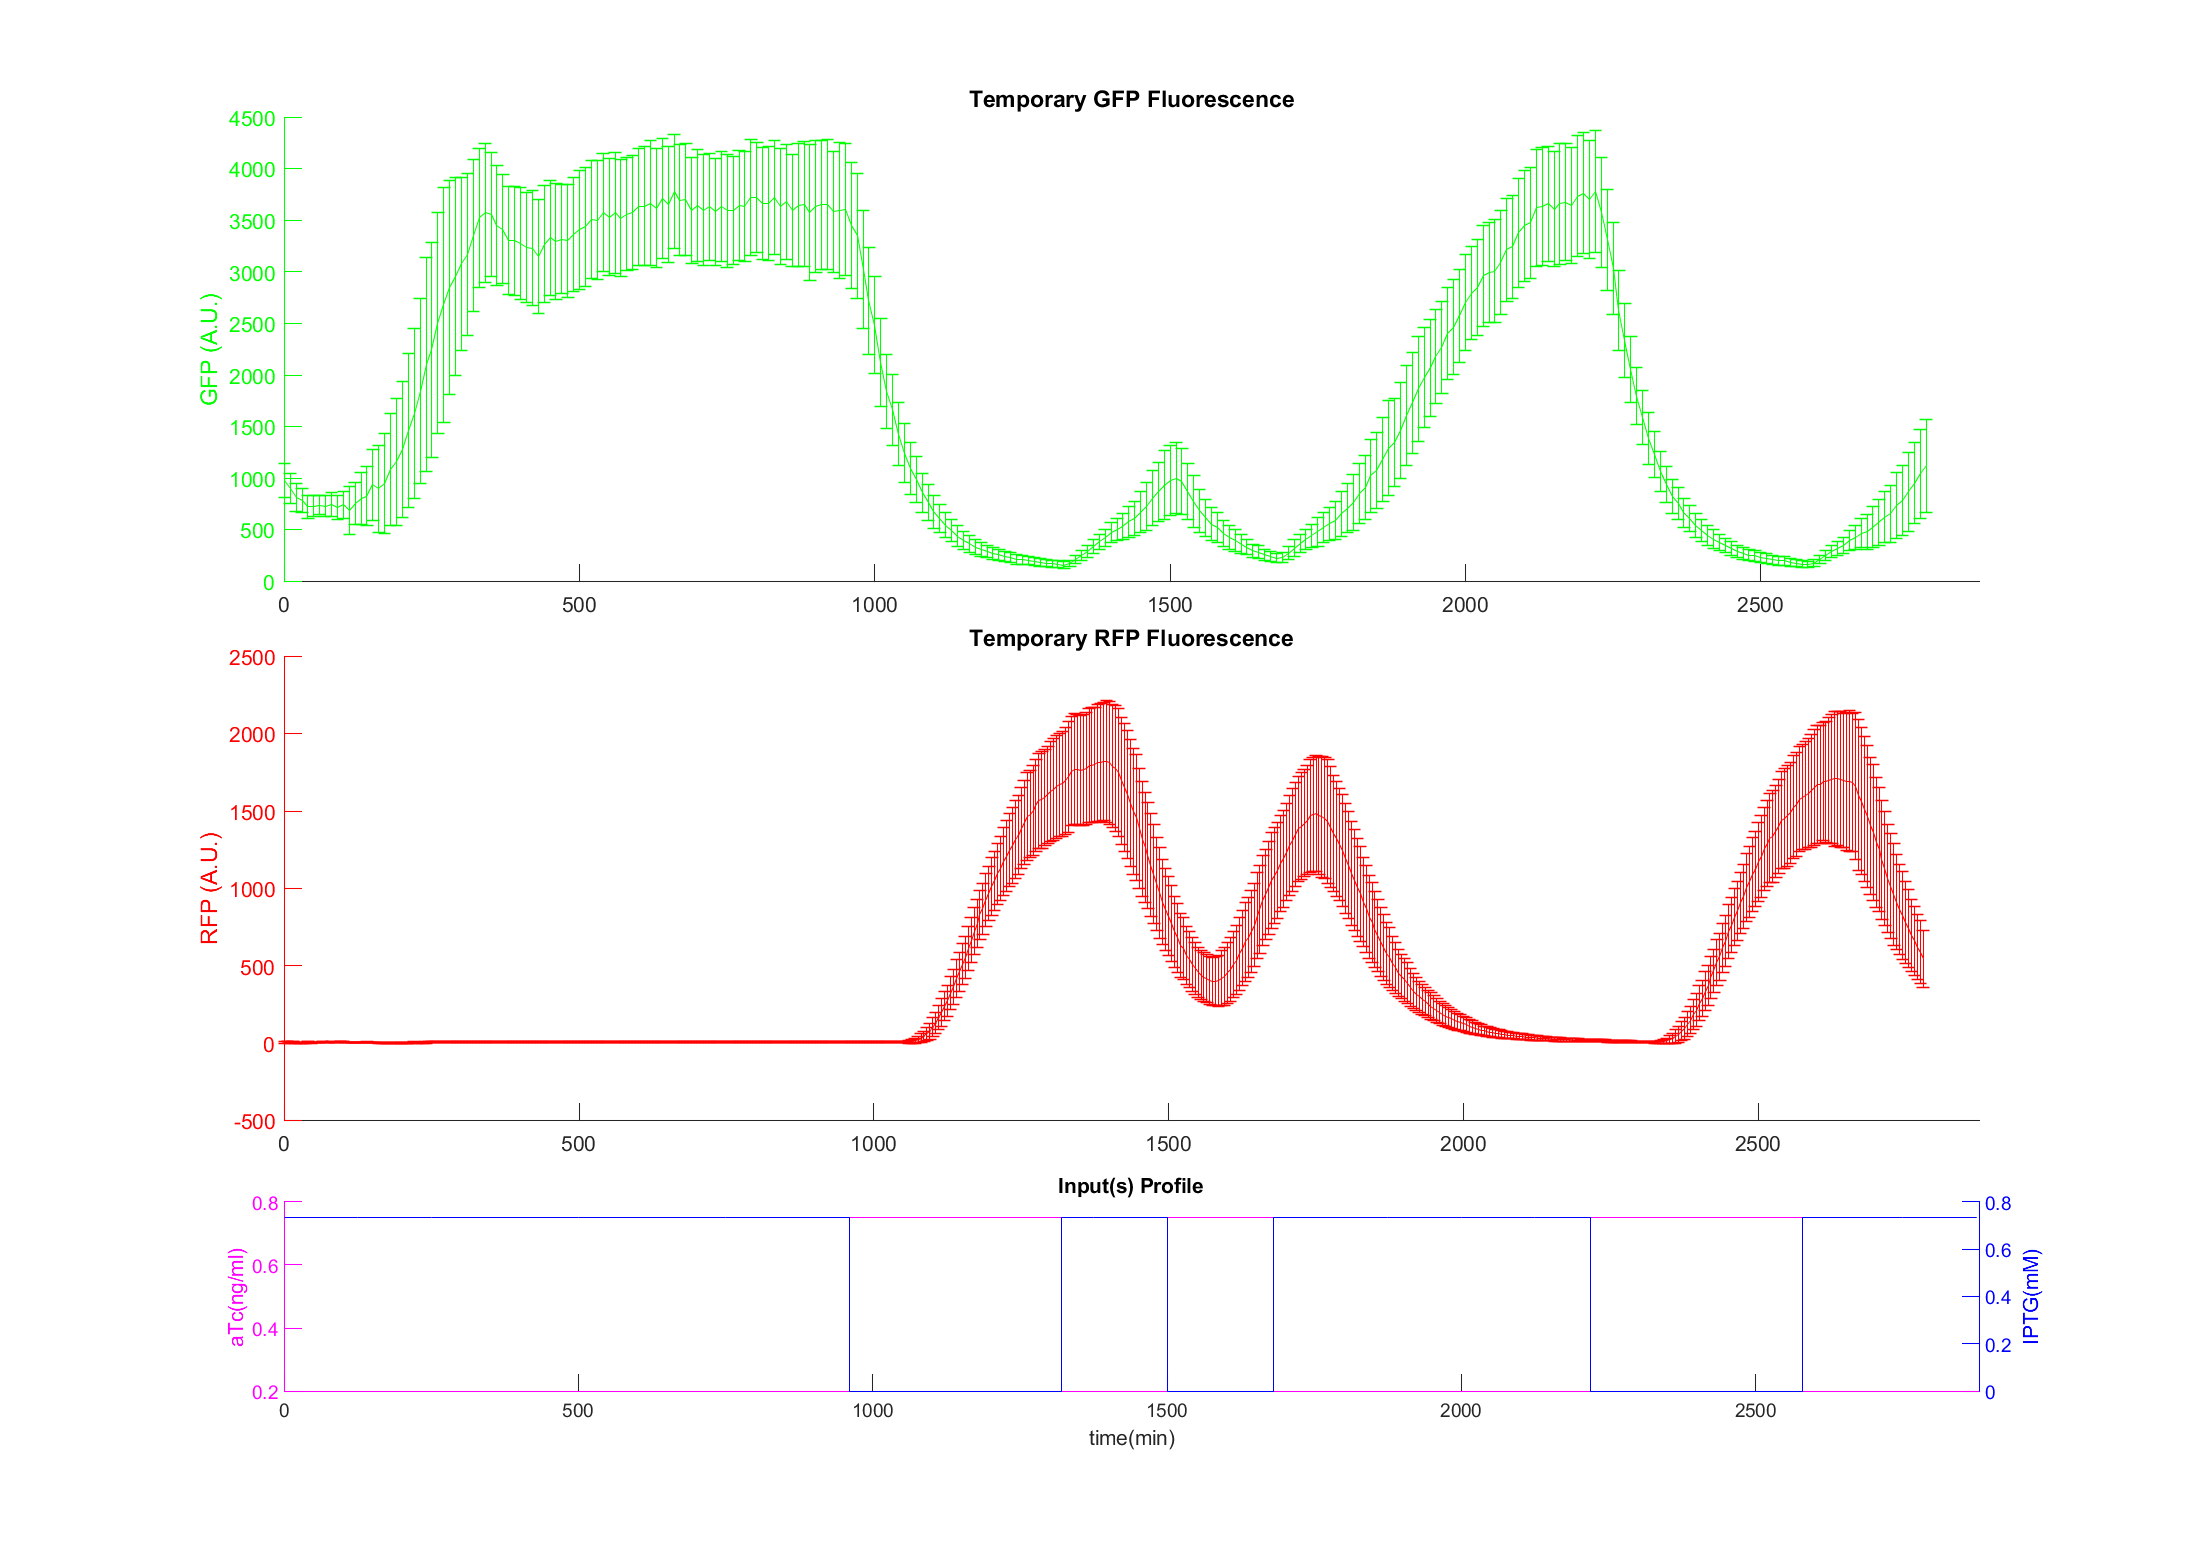 Temporary GFP Fluorescence
4500
4000
3500
3000
2500
2000
1500
1000
500
0
GFP (A.U.)
0 500 1000 1500 2000 2500
Temporary RFP Fluorescence
2500
2000
1500
1000
500
0
-500
RFP (A.U.)
0 500 1000 1500 2000 2500
Input(s) Profile
0.8 0.8
0.6 0.6
0.4 0.4
0.2 0.2
0
aTc(ng/ml)
IPTG(mM)
0 500 1000 1500 2000 2500
time(min)